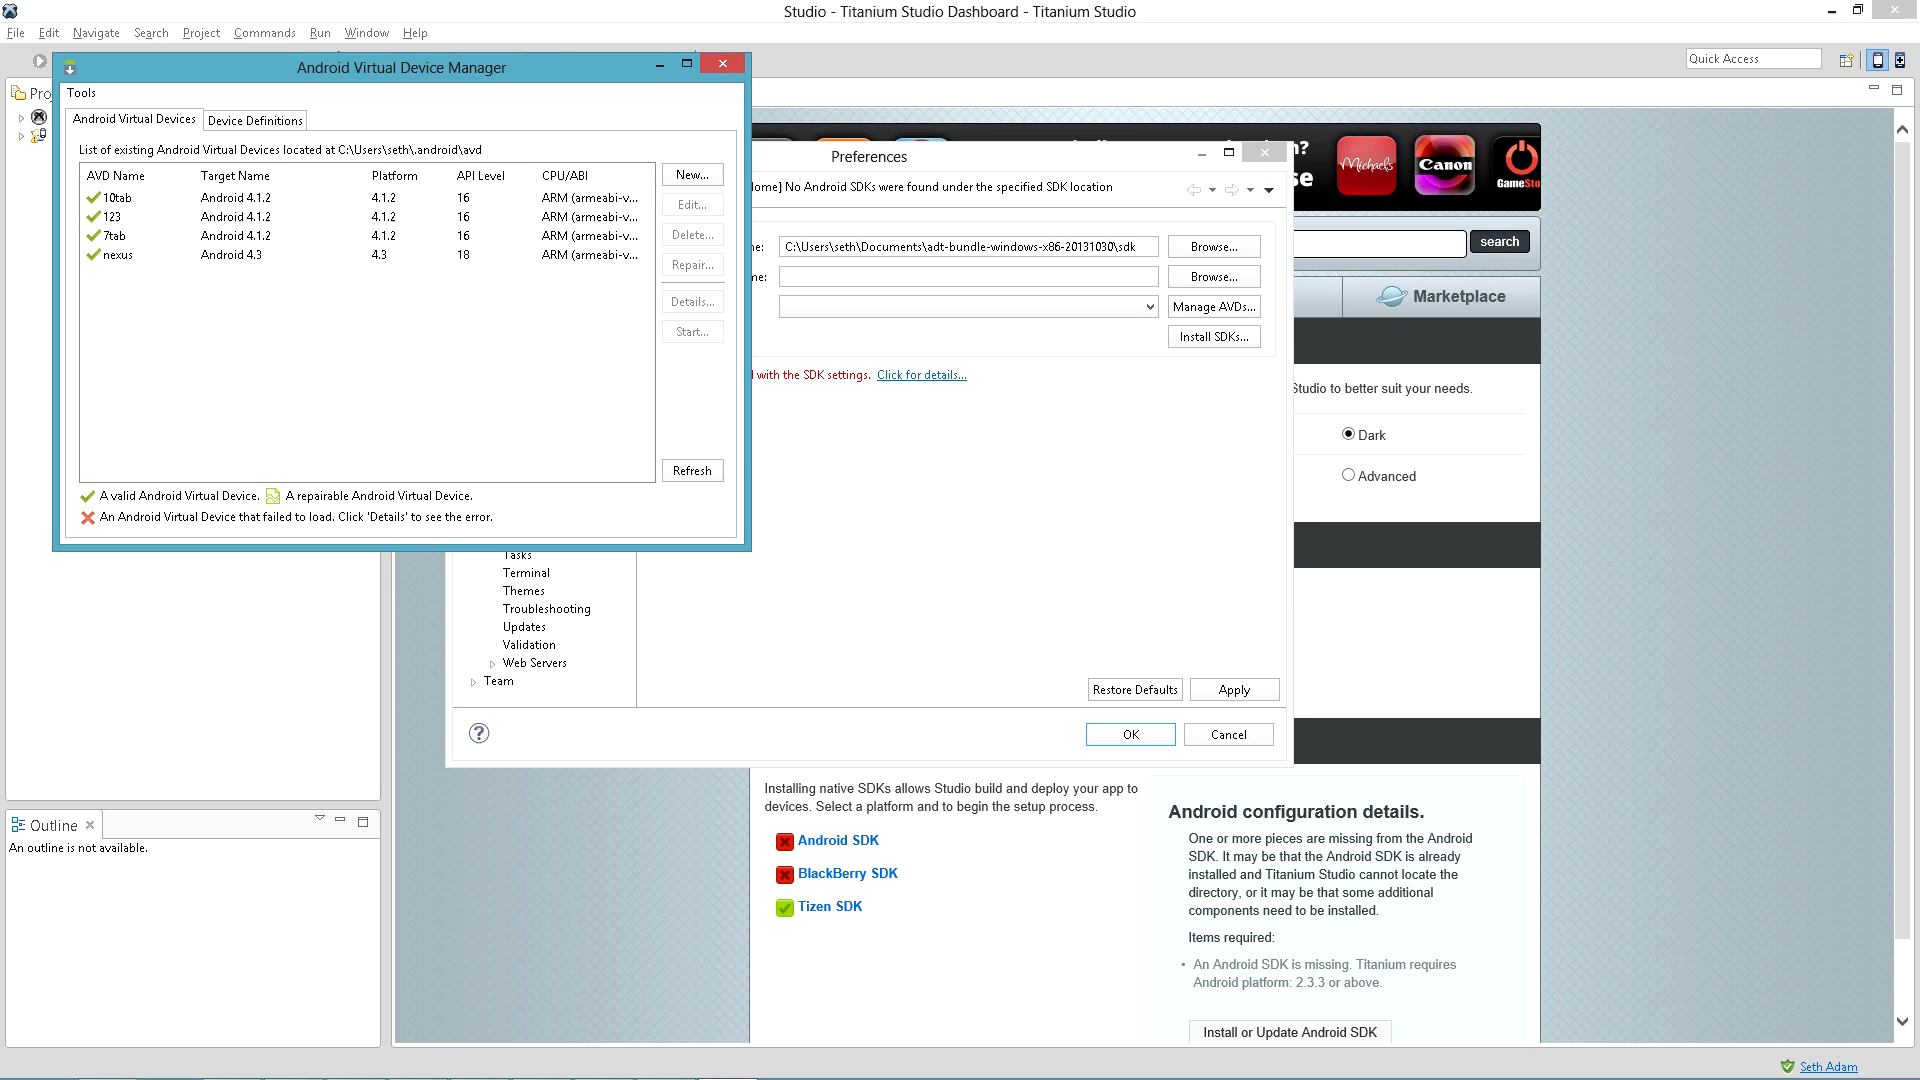 Studio - Titanium Studio Dashboard - Titanium Studio
File Edit Navigate Search Project Commands Run Window Help
Quick Access
Android Virtual Device Manager
Tools
Android Virtual Devices Device Definitions
List of existing Android Virtual Devices located at C:\Users\seth\.android\avd
AVD Name Target Name Platform API Level CPU/ABI
10tab Android 4.1.2 4.1.2 16 ARM (armeabi-v...
123 Android 4.1.2 4.1.2 16 ARM (armeabi-v...
7tab Android 4.1.2 4.1.2 16 ARM (armeabi-v...
nexus Android 4.3 4.3 18 ARM (armeabi-v...
New...
Edit...
Delete...
Repair...
Details...
Start...
Refresh
A valid Android Virtual Device. A repairable Android Virtual Device.
An Android Virtual Device that failed to load. Click 'Details' to see the error.
Preferences
No Android SDKs were found under the specified SDK location
C:\Users\seth\Documents\adt-bundle-windows-x86-20131030\sdk Browse...
Browse...
Manage AVDs...
Install SDKs...
with the SDK settings. Click for details...
Tasks
Terminal
Themes
Troubleshooting
Updates
Validation
Web Servers
Team
Restore Defaults Apply
OK Cancel
Michaels
Canon
search
Marketplace
Studio to better suit your needs.
Dark
Advanced
Installing native SDKs allows Studio build and deploy your app to
devices. Select a platform and to begin the setup process.
Android SDK
BlackBerry SDK
Tizen SDK
Android configuration details.
One or more pieces are missing from the Android
SDK. It may be that the Android SDK is already
installed and Titanium Studio cannot locate the
directory, or it may be that some additional
components need to be installed.
Items required:
• An Android SDK is missing. Titanium requires
Android platform: 2.3.3 or above.
Install or Update Android SDK
Outline
An outline is not available.
Seth Adam